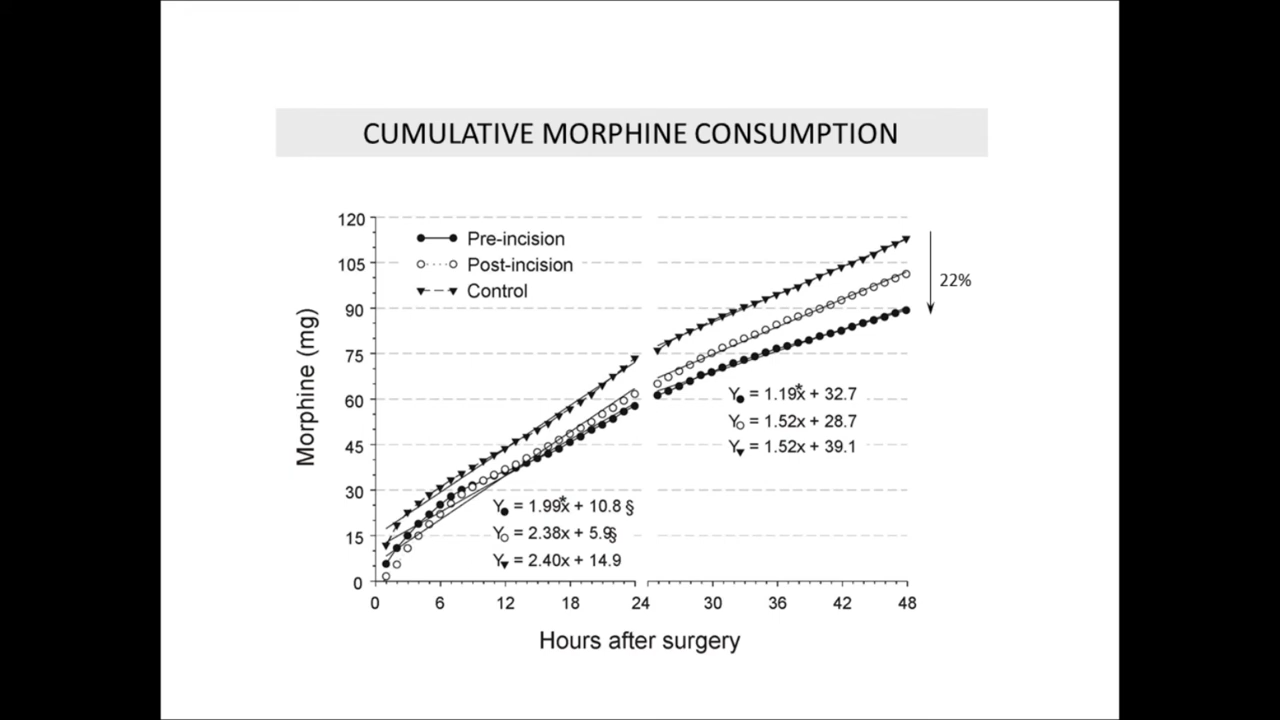 CUMULATIVE MORPHINE CONSUMPTION
120
105
90
75
60
45
30
15
0
Morphine (mg)
Pre-incision
Post-incision
Control
22%
Y● = 1.19x* + 32.7
Y○ = 1.52x + 28.7
Y▼ = 1.52x + 39.1
Y● = 1.99x* + 10.8 §
Y○ = 2.38x + 5.9§
Y▼ = 2.40x + 14.9
0 6 12 18 24 30 36 42 48
Hours after surgery